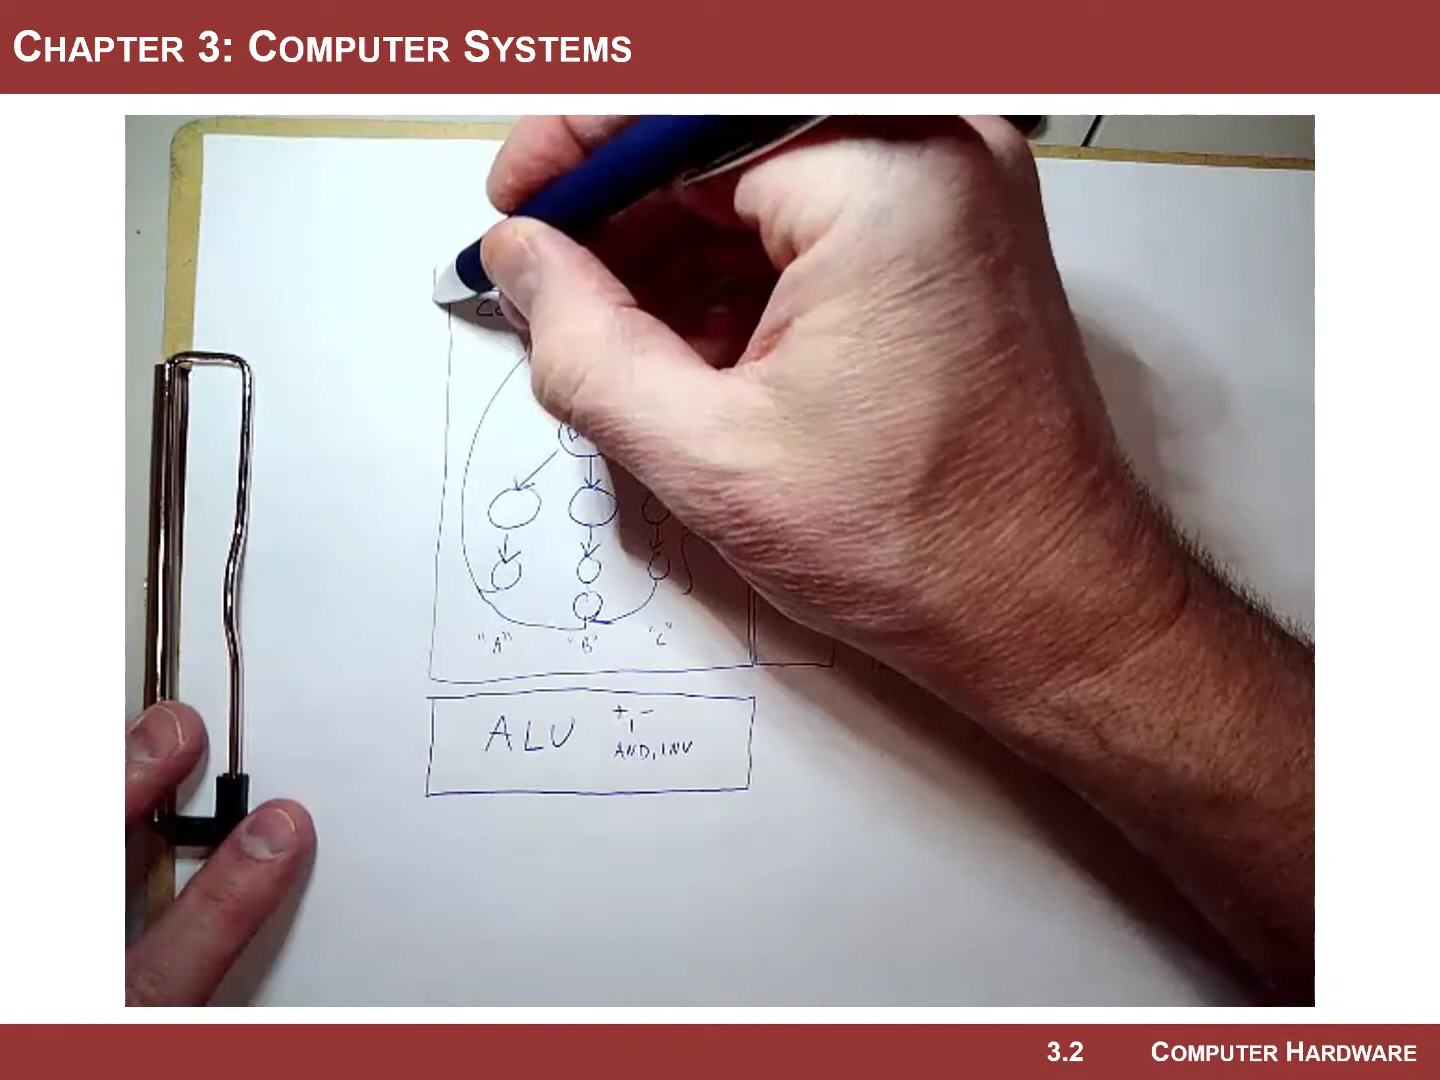 CHAPTER 3: COMPUTER SYSTEMS
"A" "B" "C"
ALU + -
AND, INV
3.2 COMPUTER HARDWARE